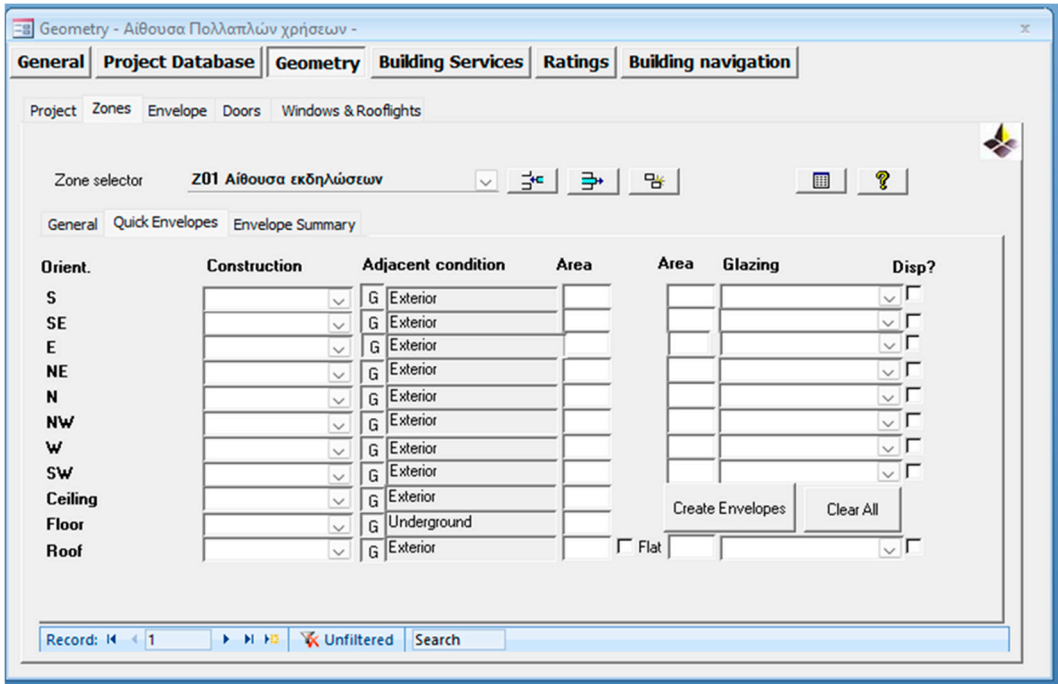 Geometry - Αίθουσα Πολλαπλών χρήσεων - x
General Project Database Geometry Building Services Ratings Building navigation
Project Zones Envelope Doors Windows & Rooflights
Zone selector Z01 Αίθουσα εκδηλώσεων ?
General Quick Envelopes Envelope Summary
Orient. Construction Adjacent condition Area Area Glazing Disp?
S G Exterior
SE G Exterior
E G Exterior
NE G Exterior
N G Exterior
NW G Exterior
W G Exterior
SW G Exterior
Ceiling G Exterior Create Envelopes Clear All
Floor G Underground
Roof G Exterior Flat
Record: 1 Unfiltered Search